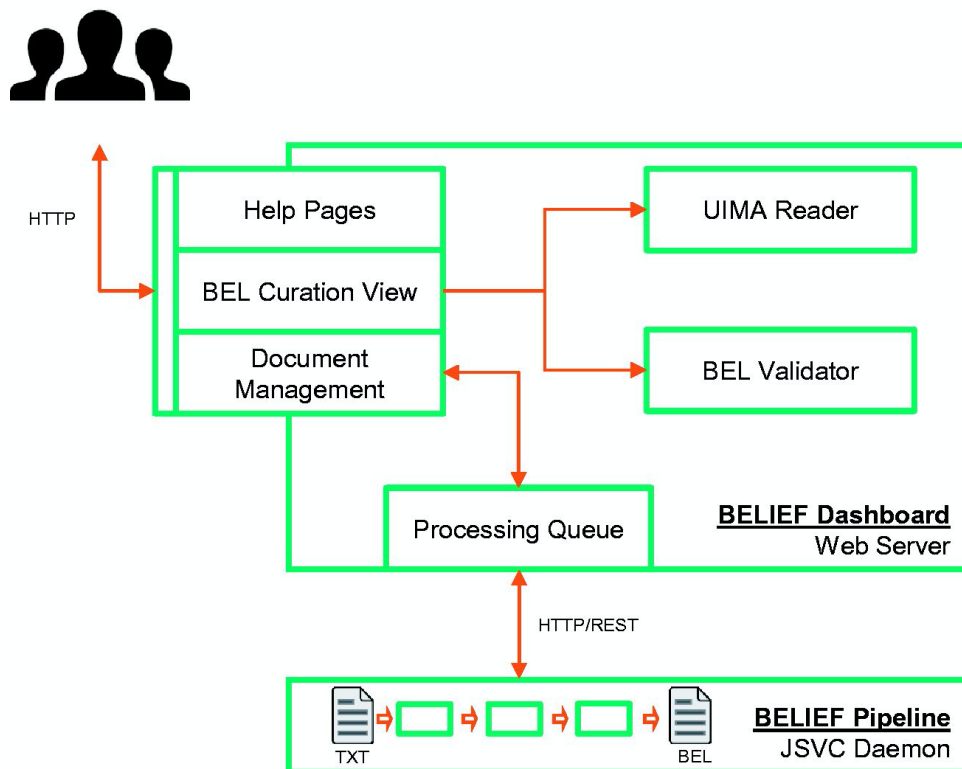 HTTP
Help Pages
BEL Curation View
Document
Management
UIMA Reader
BEL Validator
Processing Queue
BELIEF Dashboard
Web Server
HTTP/REST
TXT
BEL
BELIEF Pipeline
JSVC Daemon